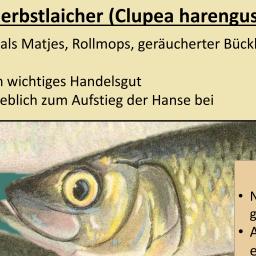 erbstlaicher (Clupea harengus
als Matjes, Rollmops, geräucherter Bückl
n wichtiges Handelsgut
eblich zum Aufstieg der Hanse bei
• N
g
• A
e